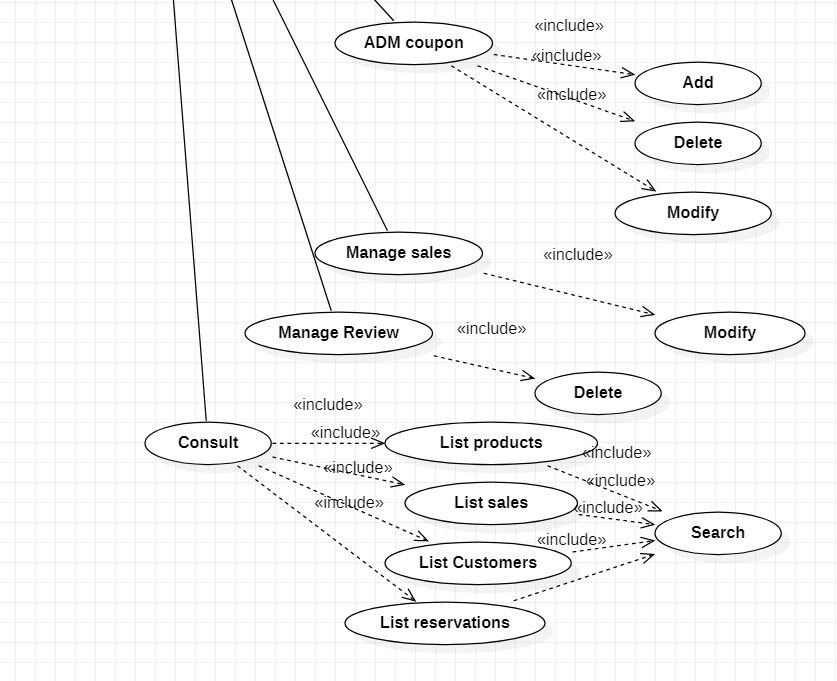 «include»
ADM coupon
«include»
Add
«include»
Delete
Modify
Manage sales
«include»
Manage Review
«include»
Modify
Delete
«include»
«include»
Consult
List products
«include»
«include»
«include»
«include»
List sales
«include»
Search
«include»
List Customers
List reservations